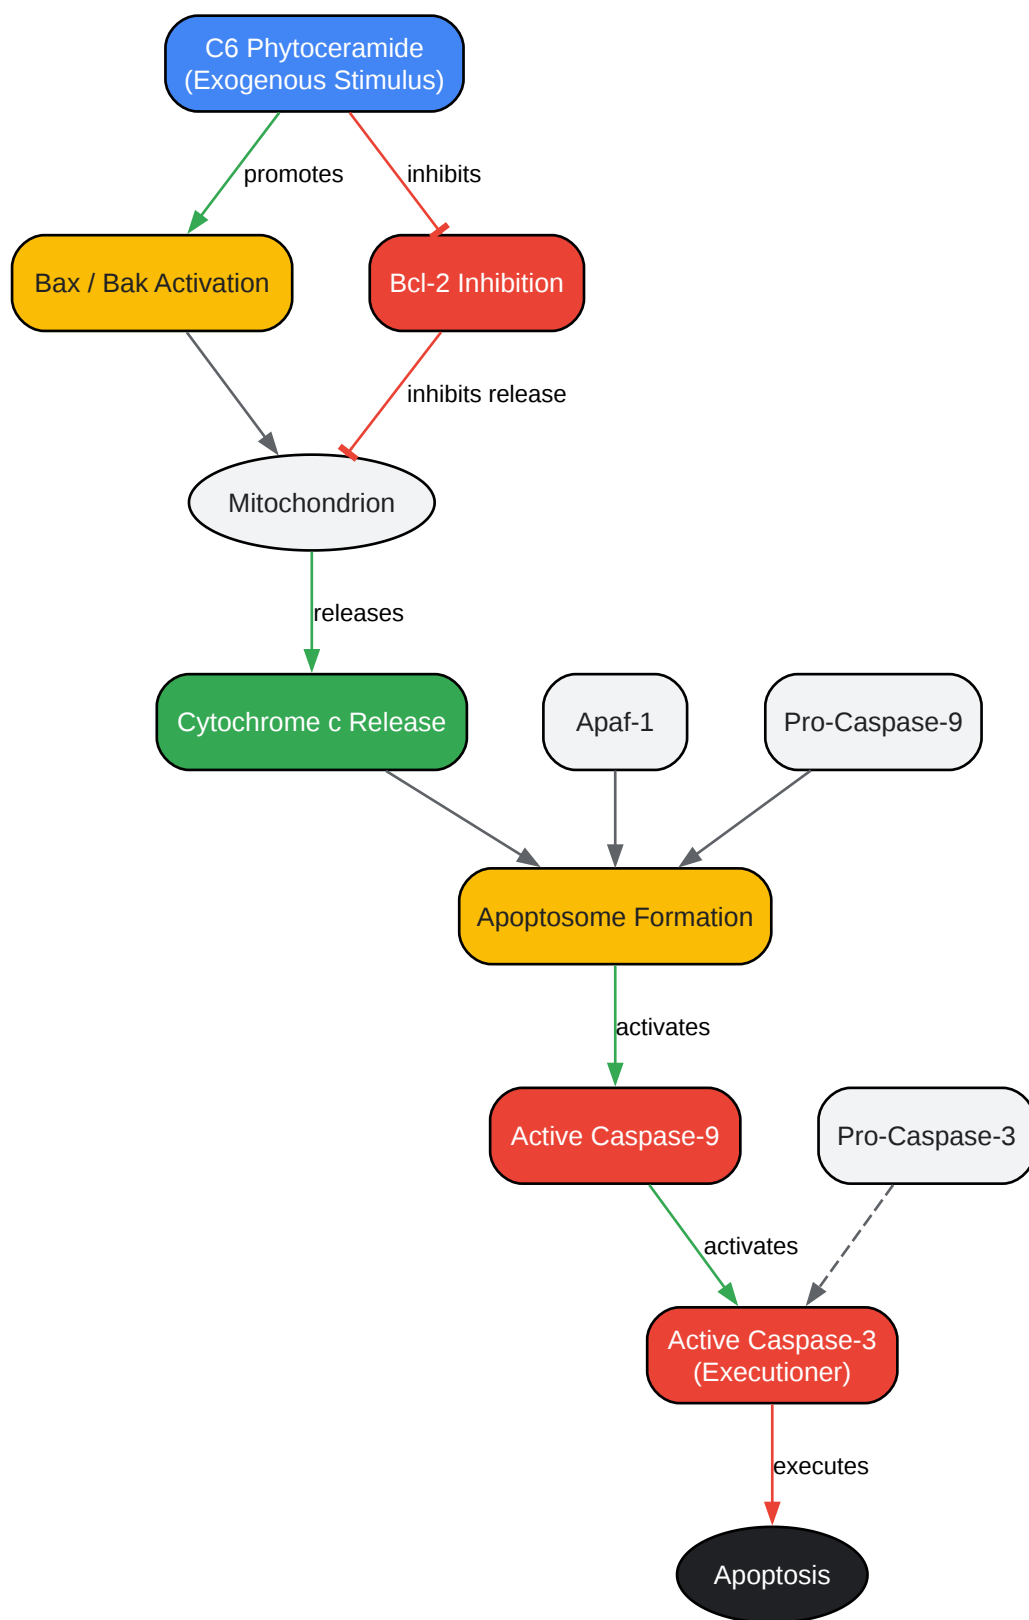 C6 Phytoceramide
(Exogenous Stimulus)
promotes
inhibits
Bax / Bak Activation
Bcl-2 Inhibition
inhibits release
Mitochondrion
releases
Cytochrome c Release
Apaf-1
Pro-Caspase-9
Apoptosome Formation
activates
Active Caspase-9
Pro-Caspase-3
activates
Active Caspase-3
(Executioner)
executes
Apoptosis